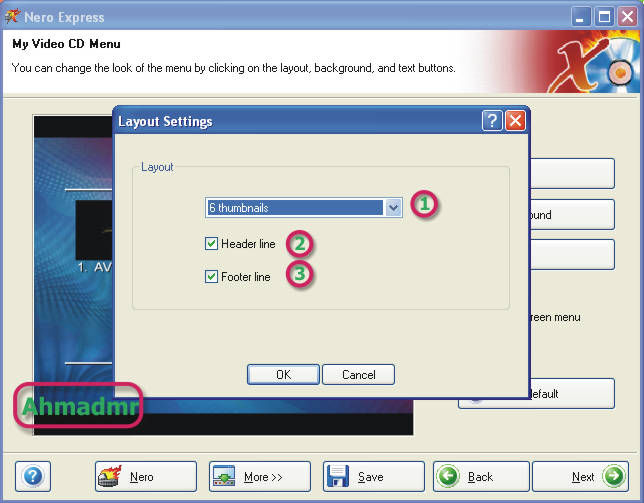 Nero Express
My Video CD Menu
You can change the look of the menu by clicking on the layout, background, and text buttons.
Layout Settings
Layout
6 thumbnails
1
Header line
2
Footer line
3
OK
Cancel
ound
reen menu
default
1. AV
Ahmadmr
Nero
More >>
Save
Back
Next